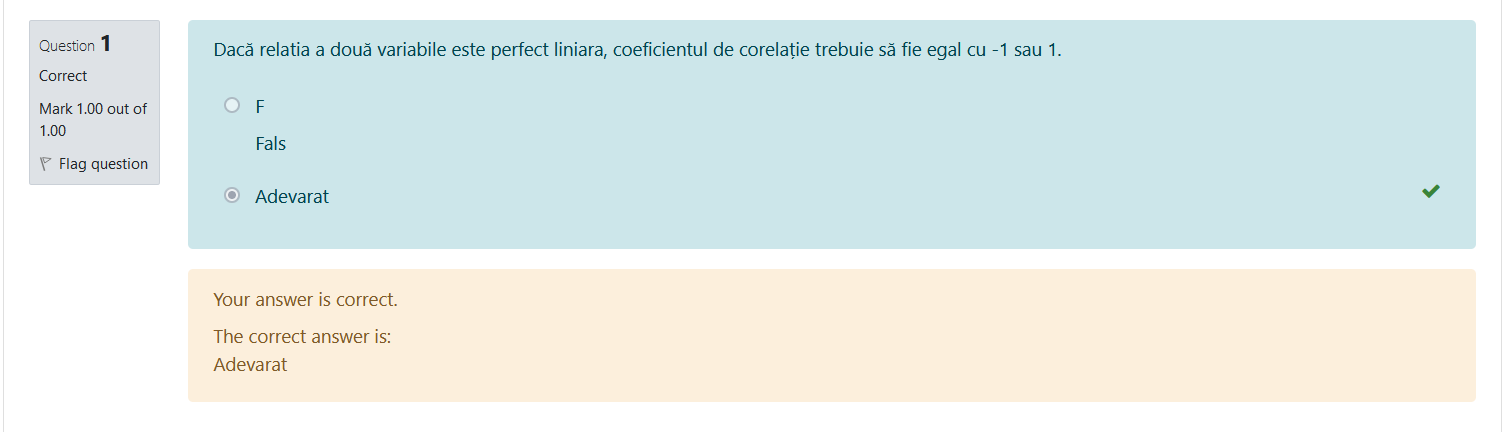 Question 1
Correct
Mark 1.00 out of
1.00
Flag question
Dacă relatia a două variabile este perfect liniara, coeficientul de corelație trebuie să fie egal cu -1 sau 1.
F
Fals
Adevarat
Your answer is correct.
The correct answer is:
Adevarat